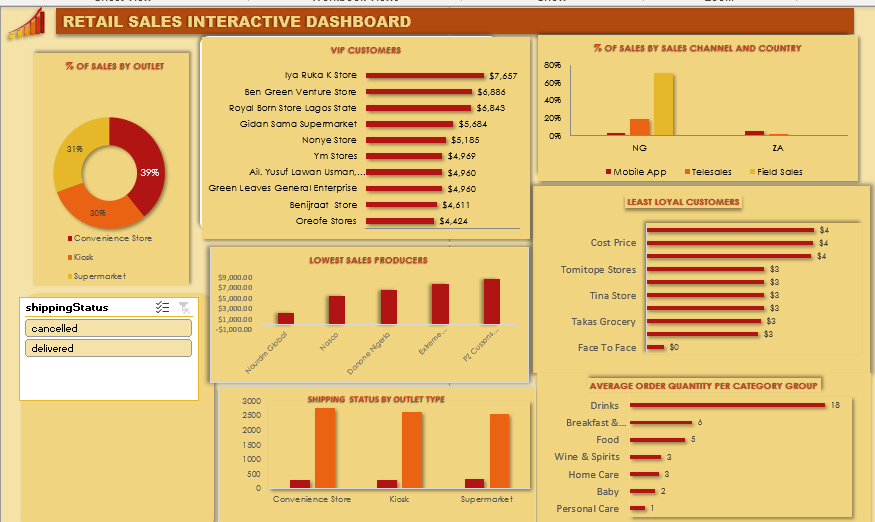 RETAIL SALES INTERACTIVE DASHBOARD
% OF SALES BY OUTLET
31%
39%
30%
Convenience Store
Kiosk
Supermarket
shippingStatus
cancelled
delivered
VIP CUSTOMERS
Iya Ruka K Store $7,657
Ben Green Venture Store $6,886
Royal Born Store Lagos State $6,843
Gidan Sama Supermarket $5,684
Nonye Store $5,185
Ym Stores $4,969
Ail. Yusuf Lawan Usman,... $4,960
Green Leaves General Enterprise $4,960
Benijraat Store $4,611
Oreofe Stores $4,424
LOWEST SALES PRODUCERS
$9,000.00
$7,000.00
$5,000.00
$3,000.00
$1,000.00
-$1,000.00
Nourdm Global
Nasco
Danone Nigeria
Extreme...
PZ Cussons...
SHIPPING STATUS BY OUTLET TYPE
3000
2500
2000
1500
1000
500
0
Convenience Store Kiosk Supermarket
% OF SALES BY SALES CHANNEL AND COUNTRY
80%
60%
40%
20%
0%
NG ZA
Mobile App Telesales Field Sales
LEAST LOYAL CUSTOMERS
$4
Cost Price $4
$4
Tomitope Stores $3
$3
Tina Store $3
$3
Takas Grocery $3
$3
Face To Face $0
AVERAGE ORDER QUANTITY PER CATEGORY GROUP
Drinks 18
Breakfast &... 6
Food 5
Wine & Spirits 3
Home Care 3
Baby 2
Personal Care 1